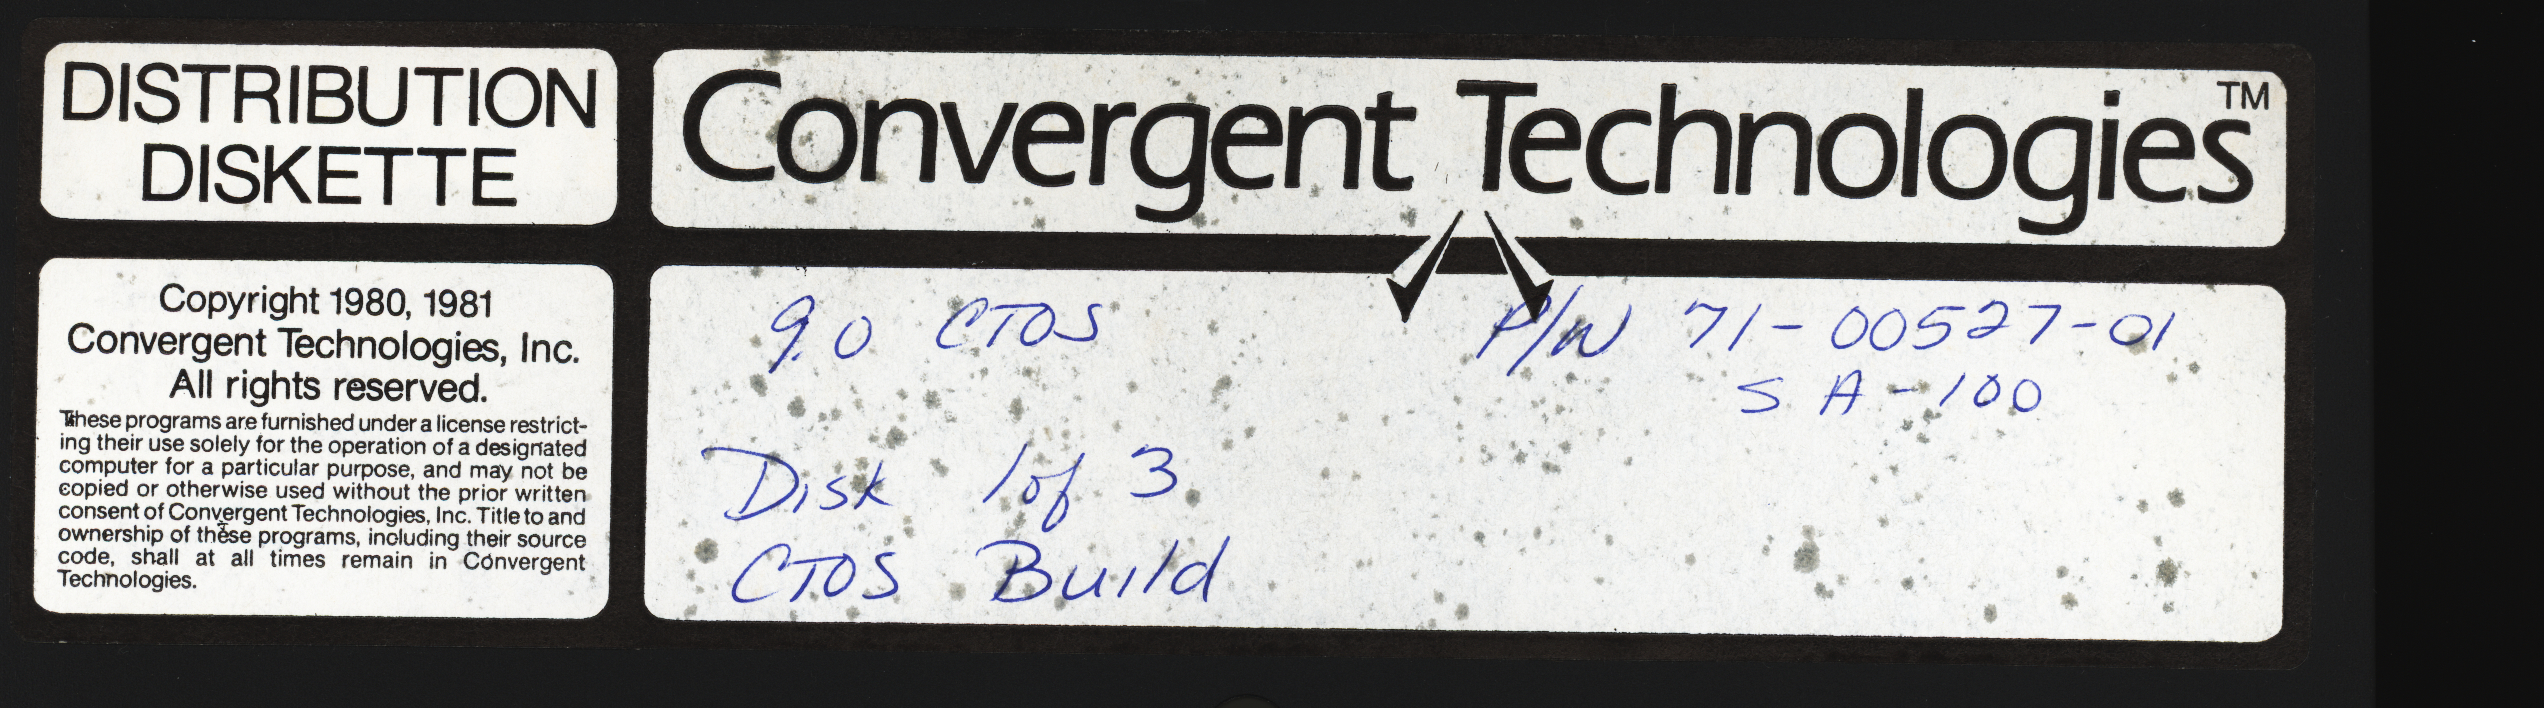 DISTRIBUTION
DISKETTE
Convergent Technologies™
Copyright 1980, 1981
Convergent Technologies, Inc.
All rights reserved.
These programs are furnished under a license restrict-
ing their use solely for the operation of a designated
computer for a particular purpose, and may not be
copied or otherwise used without the prior written
consent of Convergent Technologies, Inc. Title to and
ownership of these programs, including their source
code, shall at all times remain in Convergent
Technologies.
9.0 CTOS P/N 71-00527-01
SA-100
Disk 1 of 3
CTOS Build